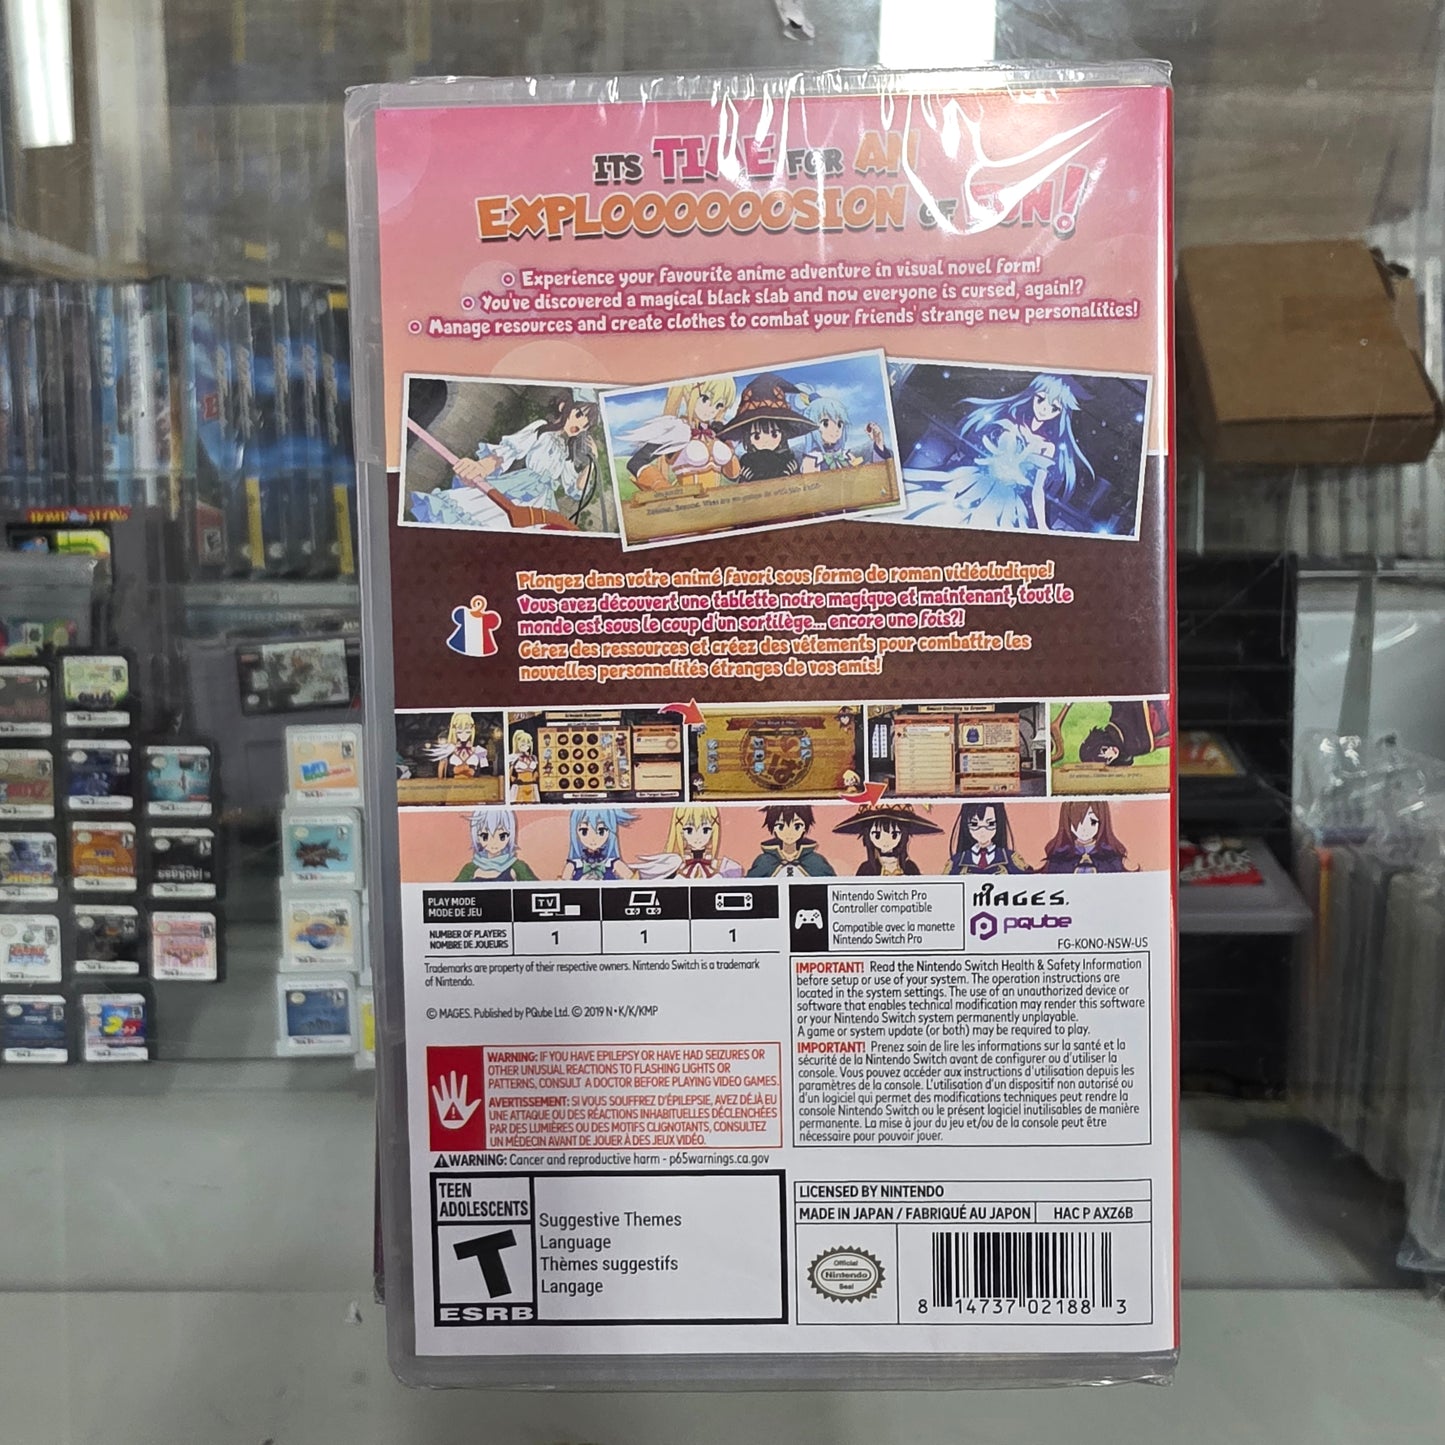 ITS TIME FOR AN
EXPLOOOOOOOSION OF FUN!
Experience your favourite anime adventure in visual novel form!
You've discovered a magical black slab and now everyone is cursed, again!?
Manage resources and create clothes to combat your friends' strange new personalities!
Plongez dans votre animé favori sous forme de roman vidéoludique!
Vous avez découvert une tablette noire magique et maintenant, tout le
monde est sous le coup d'un sortilège... encore une fois?!
Gérez des ressources et créez des vêtements pour combattre les
nouvelles personnalités étranges de vos amis!
PLAY MODE
MODE DE JEU
TV
NUMBER OF PLAYERS
NOMBRE DE JOUEURS
1
1
1
Nintendo Switch Pro
Controller compatible
Compatible avec la manette
Nintendo Switch Pro
MAGES.
PQube
FG-KONO-NSW-US
Trademarks are property of their respective owners. Nintendo Switch is a trademark
of Nintendo.
© MAGES. Published by PQube Ltd. © 2019 N・K/K/KMP
IMPORTANT! Read the Nintendo Switch Health & Safety Information
before setup or use of your system. The operation instructions are
located in the system settings. The use of an unauthorized device or
software that enables technical modification may render this software
or your Nintendo Switch system permanently unplayable.
A game or system update (or both) may be required to play.
IMPORTANT! Prenez soin de lire les informations sur la santé et la
sécurité de la Nintendo Switch avant de configurer ou d'utiliser la
console. Vous pouvez accéder aux instructions d'utilisation depuis les
paramètres de la console. L'utilisation d'un dispositif non autorisé ou
d'un logiciel qui permet des modifications techniques peut rendre la
console Nintendo Switch ou le présent logiciel inutilisables de manière
permanente. La mise à jour du jeu et/ou de la console peut être
nécessaire pour pouvoir jouer.
WARNING: IF YOU HAVE EPILEPSY OR HAVE HAD SEIZURES OR
OTHER UNUSUAL REACTIONS TO FLASHING LIGHTS OR
PATTERNS, CONSULT A DOCTOR BEFORE PLAYING VIDEO GAMES.
AVERTISSEMENT: SI VOUS SOUFFREZ D'ÉPILEPSIE, AVEZ DÉJÀ EU
UNE ATTAQUE OU DES RÉACTIONS INHABITUELLES DÉCLENCHÉES
PAR DES LUMIÈRES OU DES MOTIFS CLIGNOTANTS, CONSULTEZ
UN MÉDECIN AVANT DE JOUER À DES JEUX VIDÉO.
WARNING: Cancer and reproductive harm - p65warnings.ca.gov
TEEN
ADOLESCENTS
T
ESRB
Suggestive Themes
Language
Thèmes suggestifs
Langage
LICENSED BY NINTENDO
MADE IN JAPAN / FABRIQUÉ AU JAPON
HAC P AXZ6B
Official
Nintendo
Seal
8 14737 02188 3